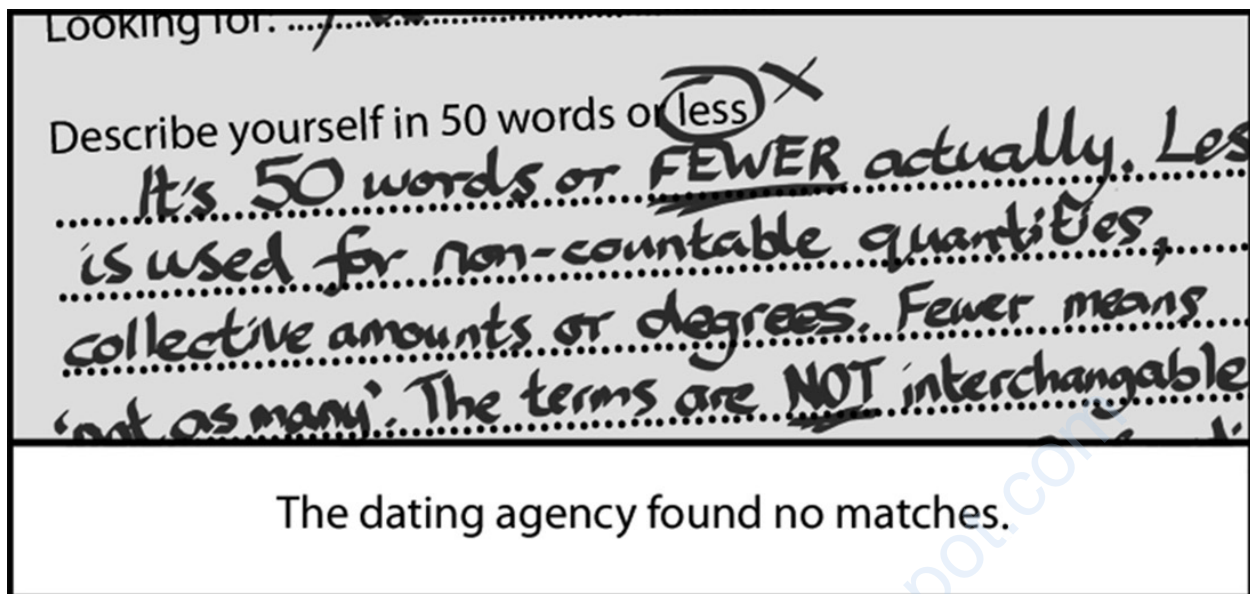 Looking for:
Describe yourself in 50 words or less X
It's 50 words or FEWER actually. Les
is used for non-countable quantities,
collective amounts or degrees. Fewer means
'not as many'. The terms are NOT interchangable
The dating agency found no matches.
pot.com